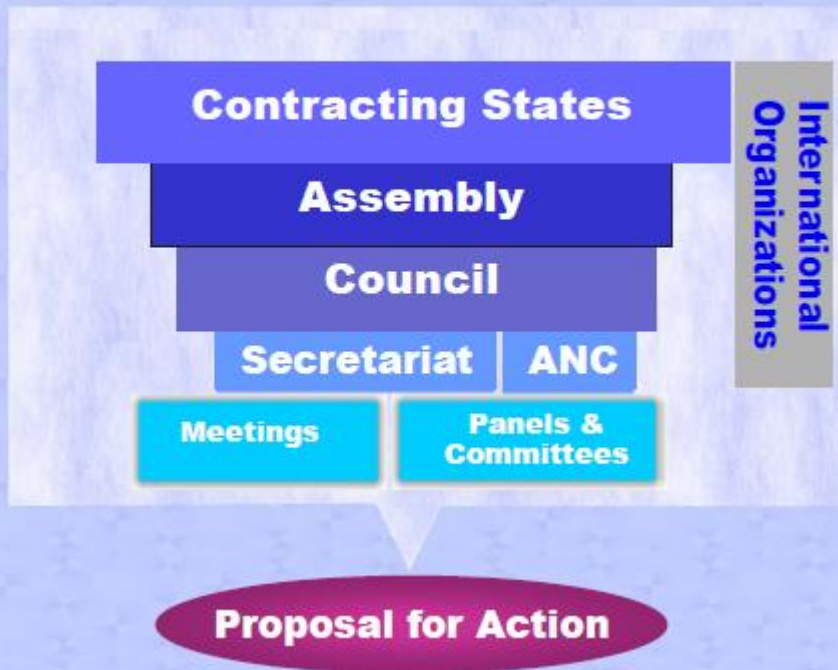 Contracting States
International
Organizations
Assembly
Council
Secretariat
ANC
Meetings
Panels &
Committees
Proposal for Action